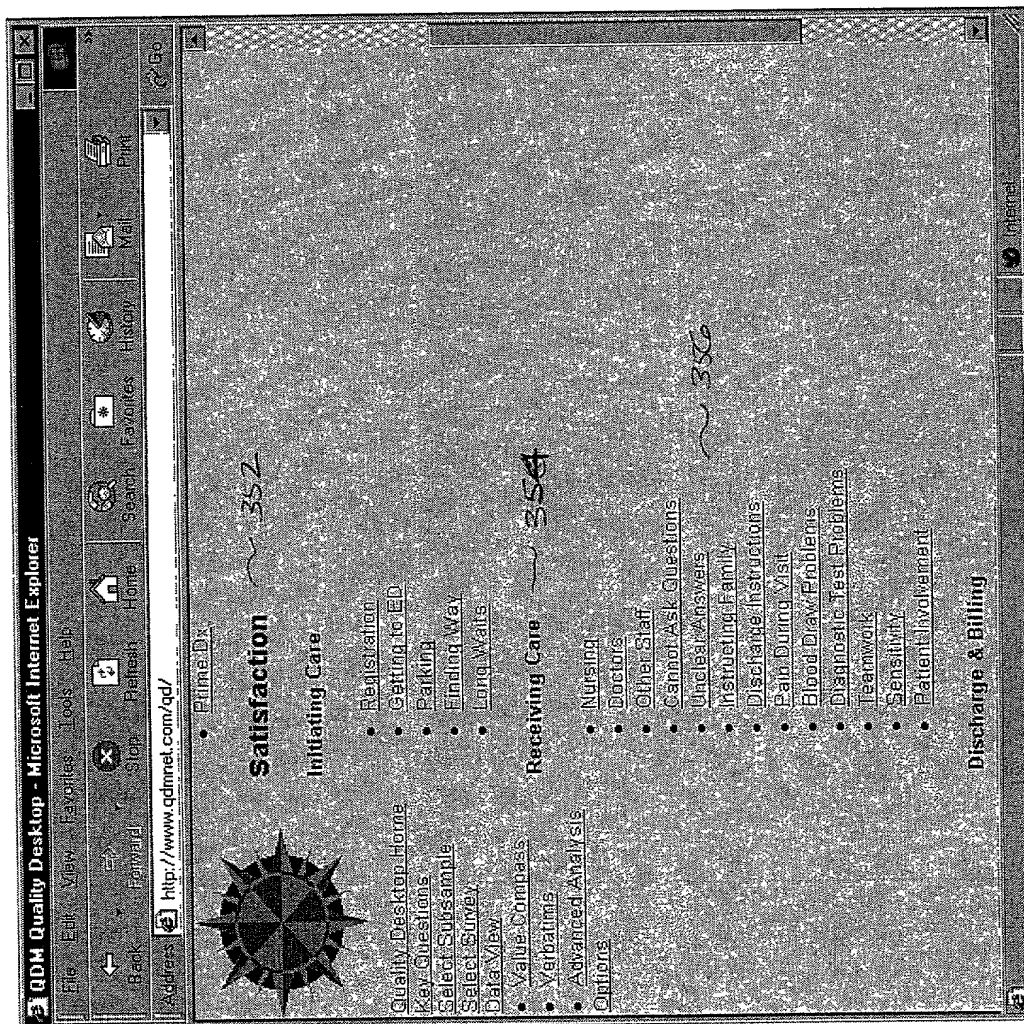 QDM Quality Desktop - Microsoft Internet Explorer
File Edit View Favorites Tools Help
Back Forward Stop Refresh Home Search Favorites History Mail Print
Address http://www.qdmnet.com/qd/ Go
Quality Desktop Home
Key Questions
Select Subsample
Select Survey
Data View
• Value Compass
• Verbatims
• Advanced Analysis
Options
• Prime Dx
Satisfaction 352
Initiating Care
• Registration
• Getting to ED
• Parking
• Finding Way
• Long Waits
Receiving Care 354
• Nursing
• Doctors
• Other Staff
• Cannot Ask Questions
• Unclear Answers 356
• Instructing Family
• Discharge Instructions
• Pain During Visit
• Blood Draw Problems
• Diagnostic Test Problems
• Teamwork
• Sensitivity
• Patient Involvement
Discharge & Billing
Internet